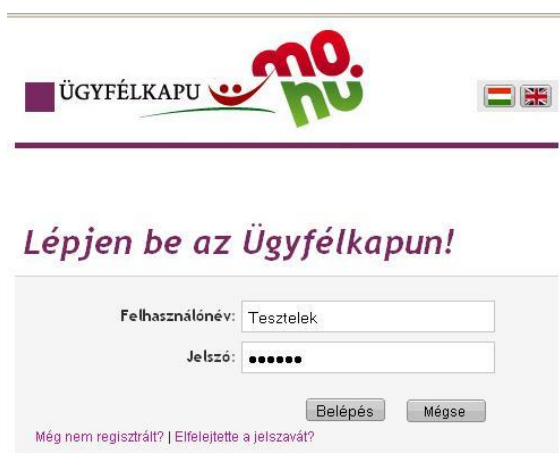 ÜGYFÉLKAPU mo.hu
Lépjen be az Ügyfélkapun!
Felhasználónév: Tesztelek
Jelszó: ●●●●●●
Belépés Mégse
Még nem regisztrált? | Elfelejtette a jelszavát?